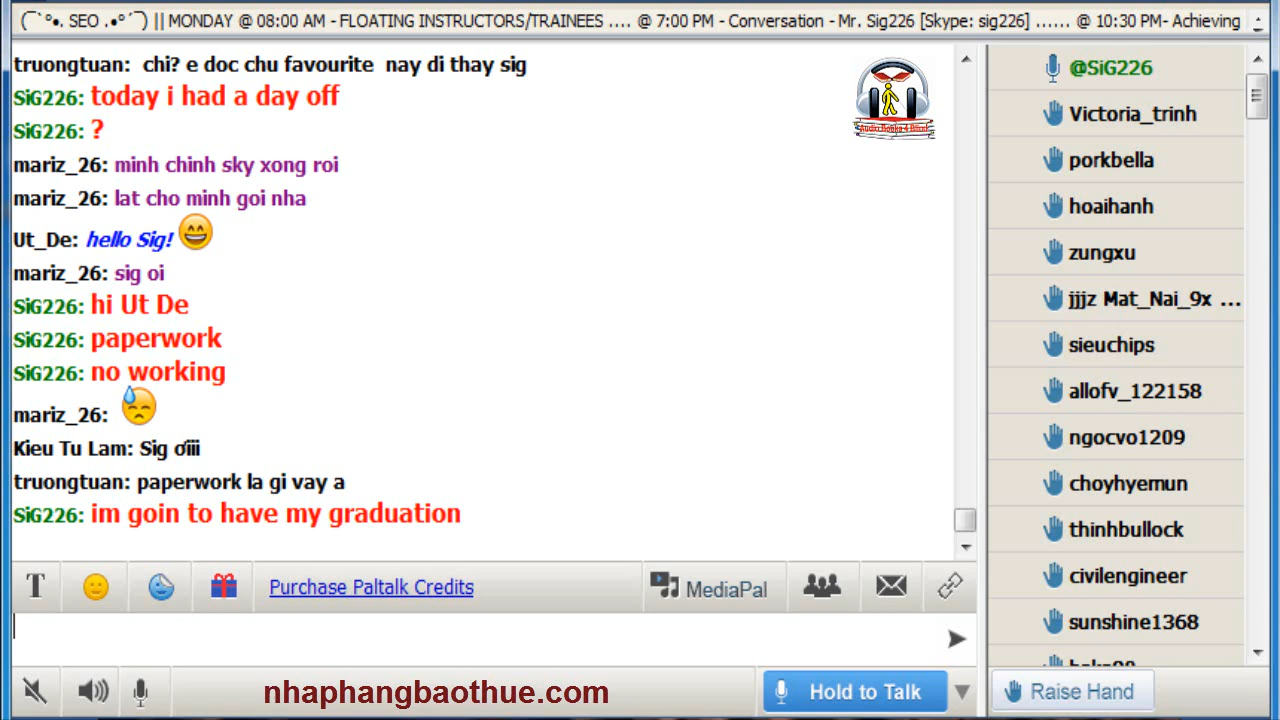 (¯`°•. SEO .•°´¯) || MONDAY @ 08:00 AM - FLOATING INSTRUCTORS/TRAINEES .... @ 7:00 PM - Conversation - Mr. Sig226 [Skype: sig226] ...... @ 10:30 PM- Achieving
truongtuan: chi? e doc chu favourite nay di thay sig
SiG226: today i had a day off
SiG226: ?
mariz_26: minh chinh sky xong roi
mariz_26: lat cho minh goi nha
Ut_De: hello Sig!
mariz_26: sig oi
SiG226: hi Ut De
SiG226: paperwork
SiG226: no working
mariz_26:
Kieu Tu Lam: Sig ơiii
truongtuan: paperwork la gi vay a
SiG226: im goin to have my graduation
Audio Books 4 Blind
@SiG226
Victoria_trinh
porkbella
hoaihanh
zungxu
jjjz Mat_Nai_9x ...
sieuchips
allofv_122158
ngocvo1209
choyhyemun
thinhbullock
civilengineer
sunshine1368
T
Purchase Paltalk Credits
MediaPal
nhaphangbaothue.com
Hold to Talk
Raise Hand